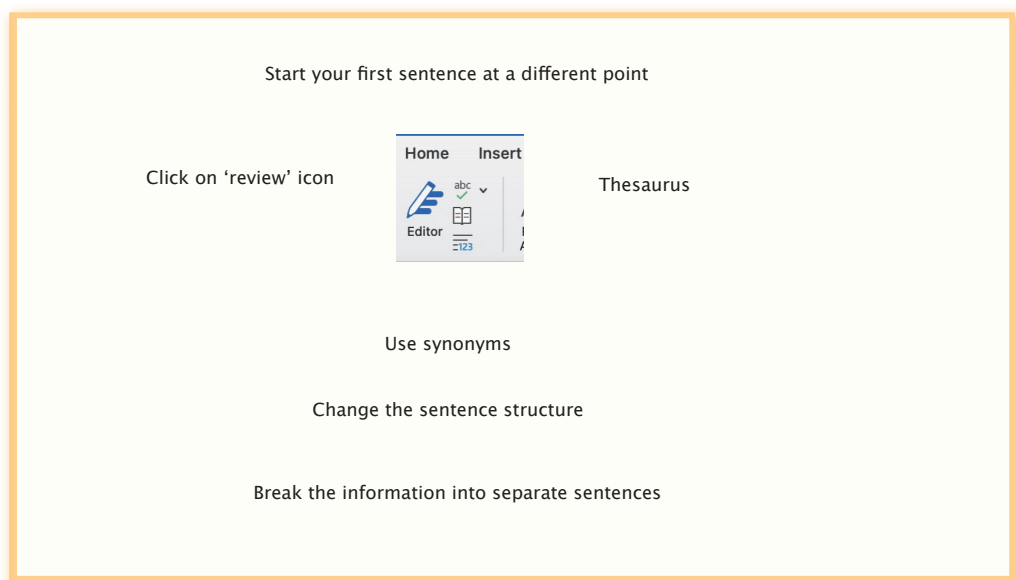 Start your first sentence at a different point
Click on ‘review’ icon
Home Insert
abc
Editor
123
Thesaurus
Use synonyms
Change the sentence structure
Break the information into separate sentences